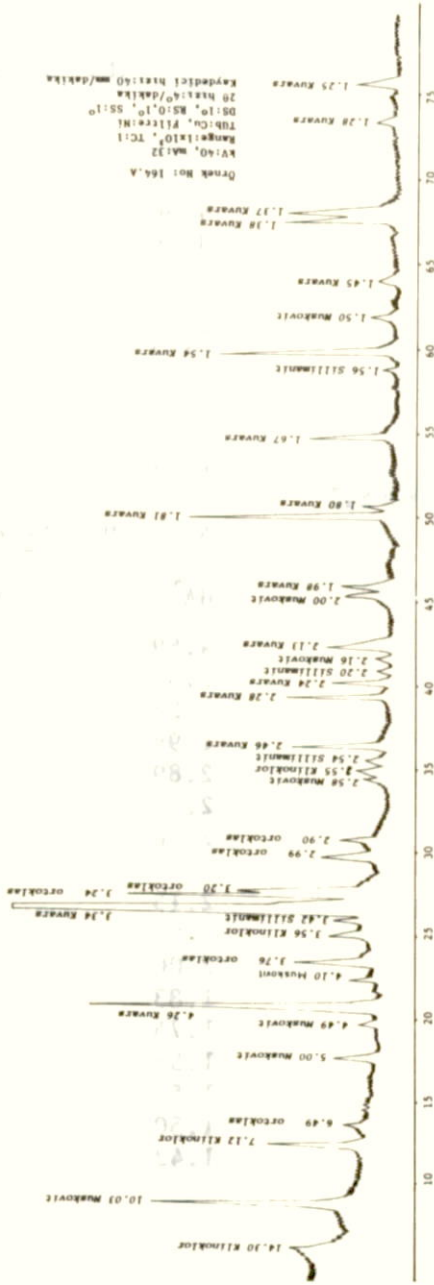 Örnek No: 164.A
kV:40, mA:32
Range:1x10³, TC:1
Tüb:Cu, Filtre:Ni
DS:1°, RS:0,1°, SS:1°
2θ hızı:4°/dakika
Kaydedici hızı:40 mm/dakika
14.30 Klinoklor
10.03 Muskovit
7.12 Klinoklor
6.49 ortoklas
5.00 Muskovit
4.49 Muskovit
4.26 Kuvars
4.10 Muskovit
3.76 ortoklas
3.56 Klinoklor
3.42 Sillimanit
3.34 Kuvars
3.24 ortoklas
3.20 ortoklas
2.99 ortoklas
2.90 ortoklas
2.58 Muskovit
2.55 Klinoklor
2.54 Sillimanit
2.46 Kuvars
2.28 Kuvars
2.24 Kuvars
2.20 Sillimanit
2.16 Muskovit
2.13 Kuvars
2.00 Muskovit
1.98 Kuvars
1.81 Kuvars
1.80 Kuvars
1.67 Kuvars
1.56 Sillimanit
1.54 Kuvars
1.50 Muskovit
1.45 Kuvars
1.38 Kuvars
1.37 Kuvars
1.28 Kuvars
1.25 Kuvars
10 15 20 25 30 35 40 45 50 55 60 65 70 75